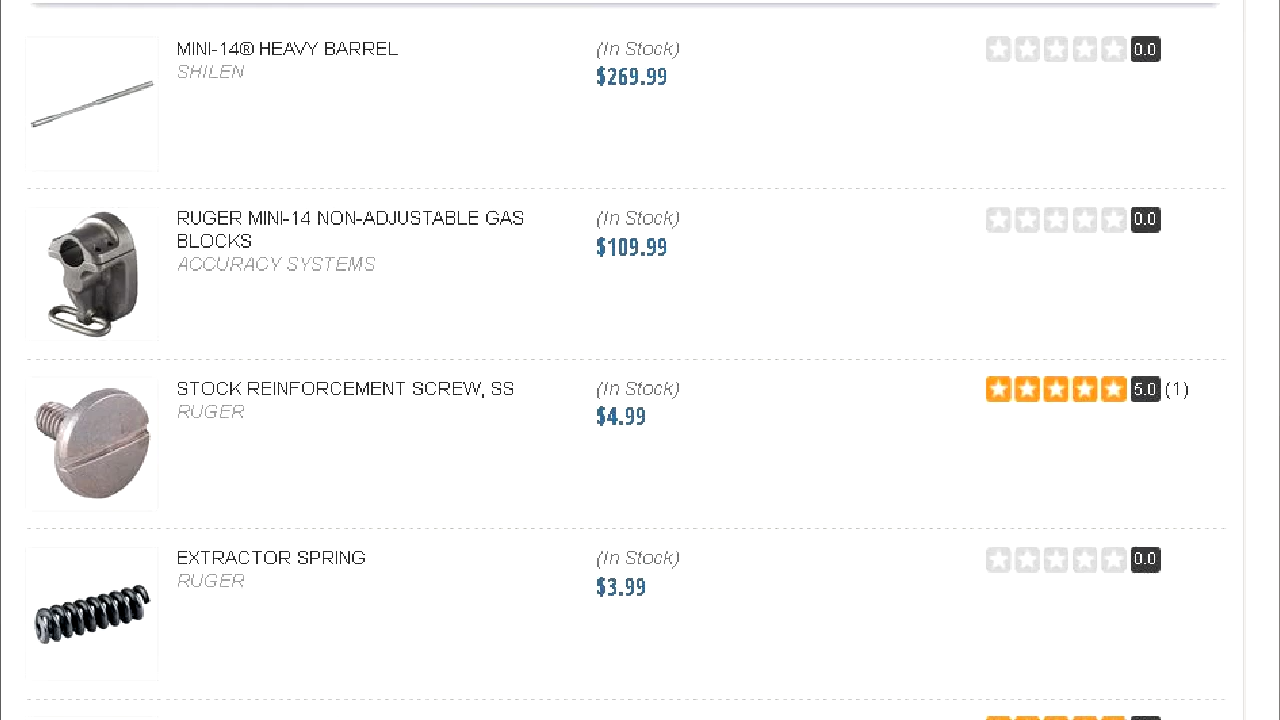 MINI-14® HEAVY BARREL
SHILEN
(In Stock)
$269.99
0.0
RUGER MINI-14 NON-ADJUSTABLE GAS
BLOCKS
ACCURACY SYSTEMS
(In Stock)
$109.99
0.0
STOCK REINFORCEMENT SCREW, SS
RUGER
(In Stock)
$4.99
5.0 (1)
EXTRACTOR SPRING
RUGER
(In Stock)
$3.99
0.0